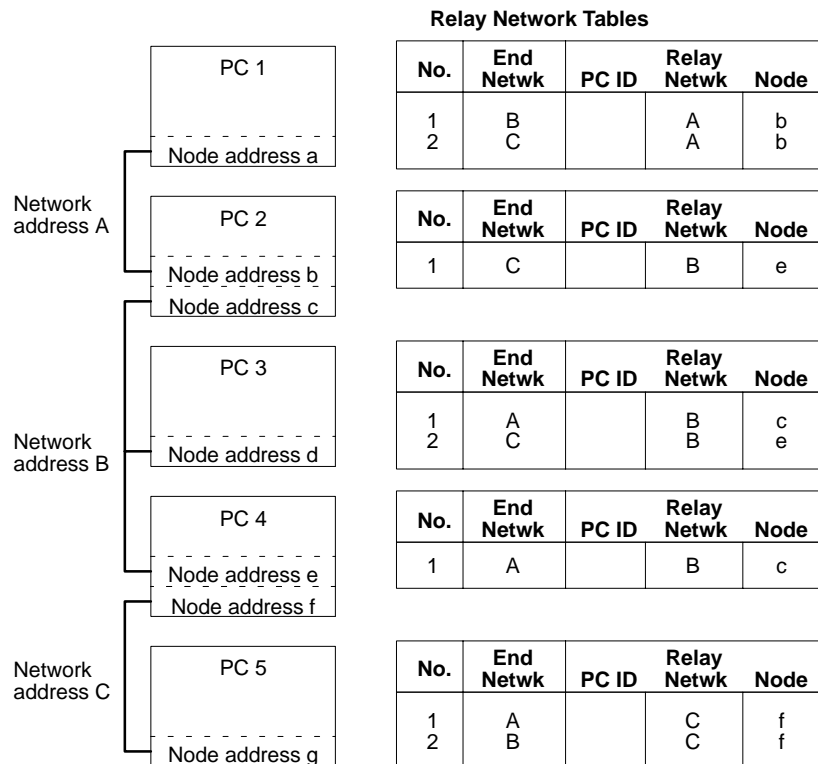 Relay Network Tables
PC 1
Node address a
Network
address A
PC 2
Node address b
Node address c
PC 3
Network
address B
Node address d
PC 4
Node address e
Node address f
Network
address C
PC 5
Node address g
No. End Netwk PC ID Relay Netwk Node
1 B A b
2 C A b
No. End Netwk PC ID Relay Netwk Node
1 C B e
No. End Netwk PC ID Relay Netwk Node
1 A B c
2 C B e
No. End Netwk PC ID Relay Netwk Node
1 A B c
No. End Netwk PC ID Relay Netwk Node
1 A C f
2 B C f